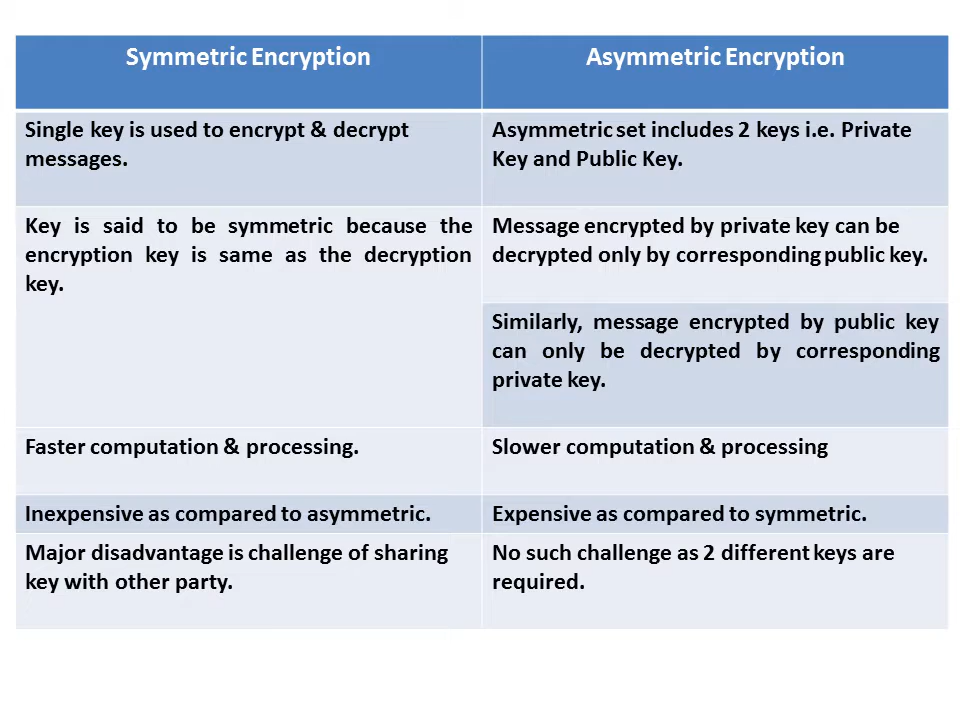 Symmetric Encryption
Asymmetric Encryption
Single key is used to encrypt & decrypt
messages.
Asymmetric set includes 2 keys i.e. Private
Key and Public Key.
Key is said to be symmetric because the
encryption key is same as the decryption
key.
Message encrypted by private key can be
decrypted only by corresponding public key.
Similarly, message encrypted by public key
can only be decrypted by corresponding
private key.
Faster computation & processing.
Slower computation & processing
Inexpensive as compared to asymmetric.
Expensive as compared to symmetric.
Major disadvantage is challenge of sharing
key with other party.
No such challenge as 2 different keys are
required.